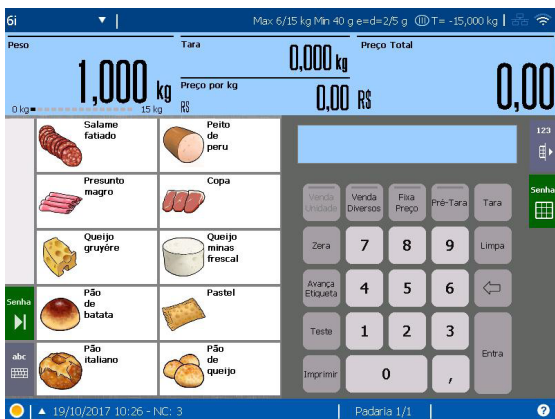 6i
Max 6/15 kg Min 40 g e=d=2/5 g T= -15,000 kg
Peso
1,000 kg
0 kg
15 kg
Tara
0,000 kg
Preço por kg
R$
0,00
Preço Total
R$
0,00
Salame
fatiado
Peito
de
peru
Presunto
magro
Copa
Queijo
gruyére
Queijo
minas
frescal
Pão
de
batata
Pastel
Pão
italiano
Pão
de
queijo
Senha
abc
Venda
Unidade
Venda
Diversos
Fixa
Preço
Pré-Tara
Tara
Zera
7
8
9
Limpa
Avança
Etiqueta
4
5
6
Teste
1
2
3
Entra
Imprimir
0
,
123
Senha
19/10/2017 10:26 - NC: 3
Padaria 1/1
?